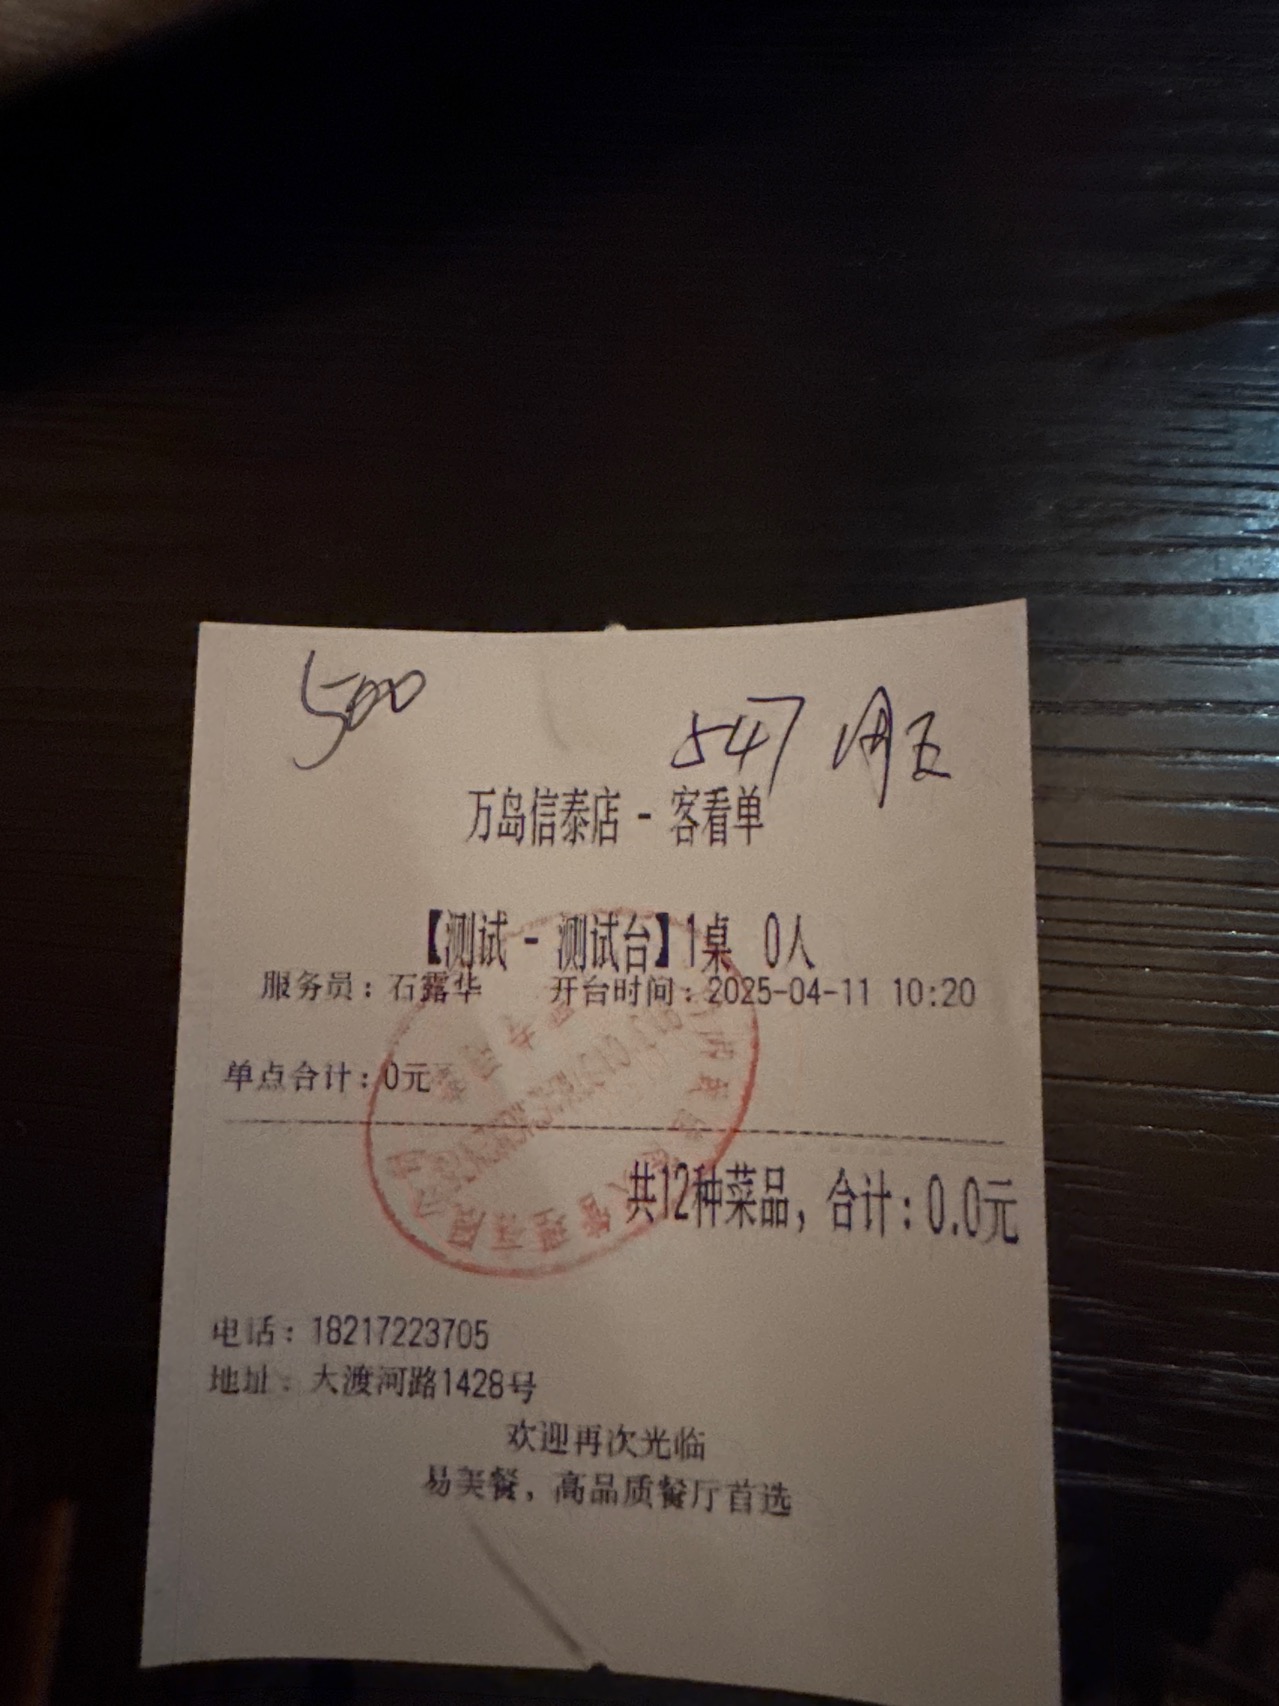 500
547 周五
万岛信泰店 - 客看单
【测试 - 测试台】1桌 0人
服务员：石露华 开台时间：2025-04-11 10:20
单点合计：0元
共12种菜品，合计：0.0元
电话：18217223705
地址：大渡河路1428号
欢迎再次光临
易美餐，高品质餐厅首选